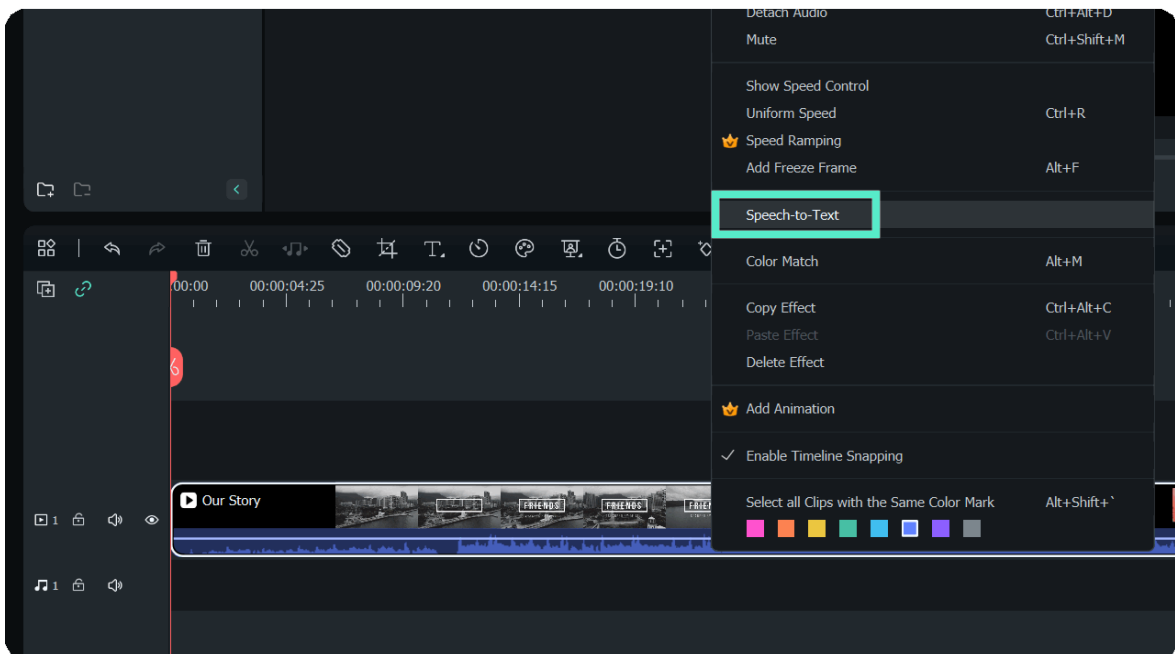 Detach Audio Ctrl+Alt+D
Mute Ctrl+Shift+M
Show Speed Control
Uniform Speed Ctrl+R
Speed Ramping
Add Freeze Frame Alt+F
Speech-to-Text
Color Match Alt+M
Copy Effect Ctrl+Alt+C
Paste Effect Ctrl+Alt+V
Delete Effect
Add Animation
Enable Timeline Snapping
Select all Clips with the Same Color Mark Alt+Shift+`
:00:00 00:00:04:25 00:00:09:20 00:00:14:15 00:00:19:10
Our Story
FRIENDS FRIENDS
1
1